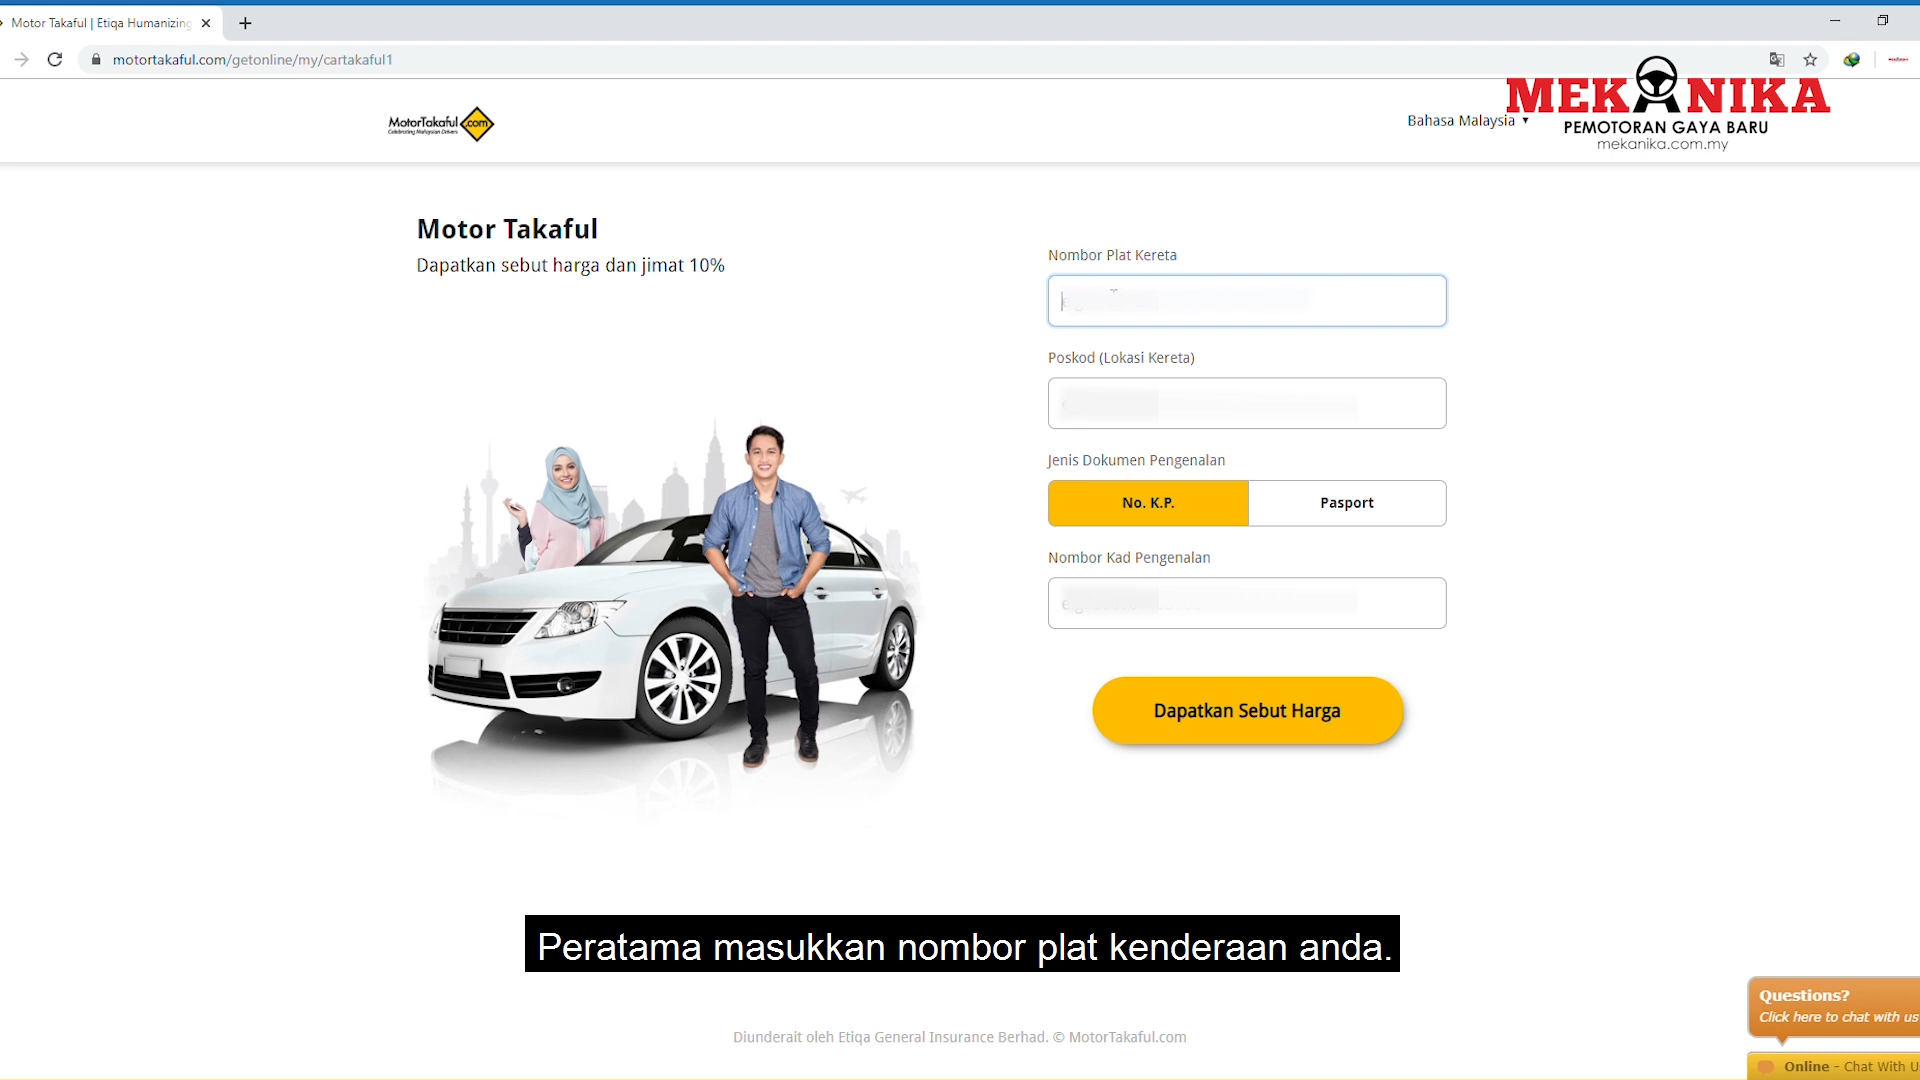 Motor Takaful | Etiqa Humanizing
motortakaful.com/getonline/my/cartakaful1
MotorTakaful .com
Celebrating Malaysian Drivers
Bahasa Malaysia
MEKANIKA
PEMOTORAN GAYA BARU
mekanika.com.my
Motor Takaful
Dapatkan sebut harga dan jimat 10%
Nombor Plat Kereta
Poskod (Lokasi Kereta)
Jenis Dokumen Pengenalan
No. K.P.
Pasport
Nombor Kad Pengenalan
Dapatkan Sebut Harga
Peratama masukkan nombor plat kenderaan anda.
Diunderait oleh Etiqa General Insurance Berhad. © MotorTakaful.com
Questions?
Click here to chat with us
Online - Chat With U